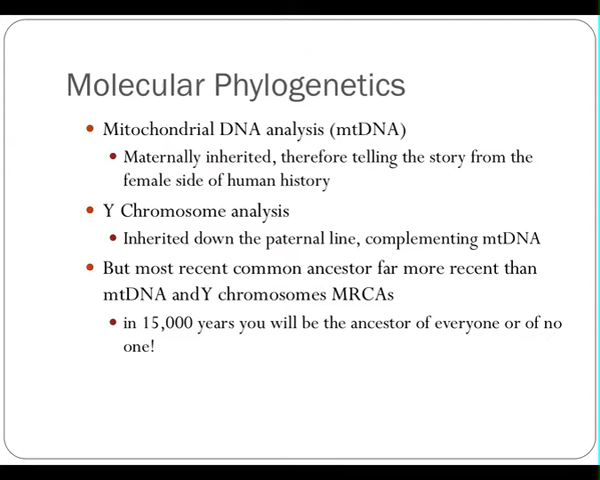 Molecular Phylogenetics
Mitochondrial DNA analysis (mtDNA)
Maternally inherited, therefore telling the story from the
female side of human history
Y Chromosome analysis
Inherited down the paternal line, complementing mtDNA
But most recent common ancestor far more recent than
mtDNA andY chromosomes MRCAs
in 15,000 years you will be the ancestor of everyone or of no
one!